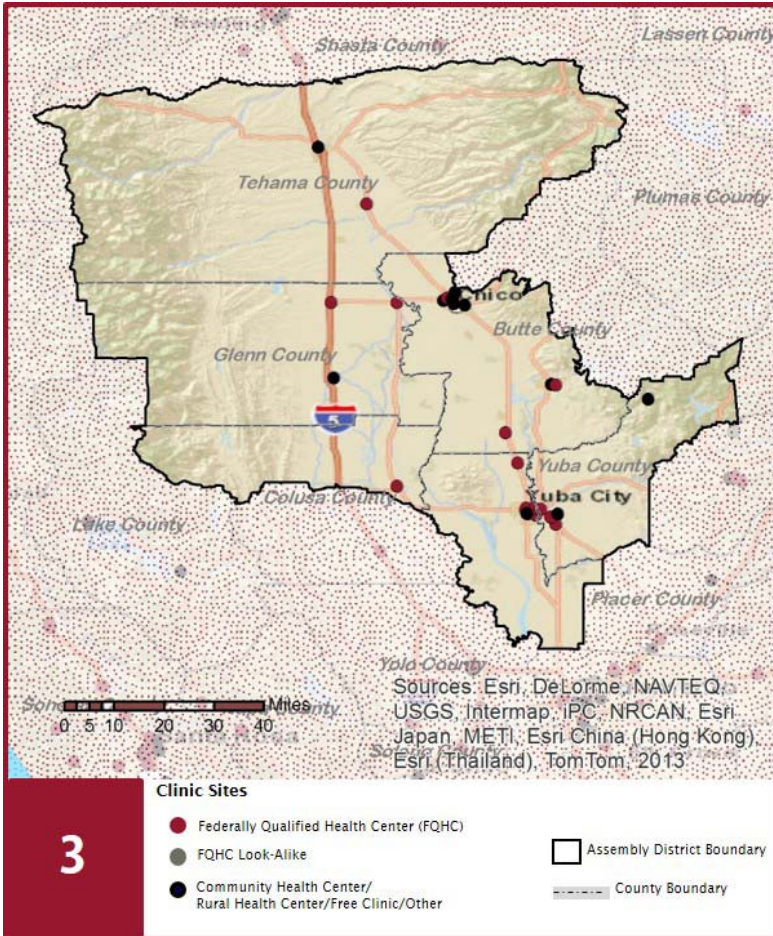 Shasta County
Lassen County
Tehama County
Plumas County
Chico
Butte County
Glenn County
5
Yuba County
Colusa County
Yuba City
Lake County
Placer County
Yolo County
Miles
0 5 10 20 30 40
Sources: Esri, DeLorme, NAVTEQ,
USGS, Intermap, iPC, NRCAN, Esri
Japan, METI, Esri China (Hong Kong),
Esri (Thailand), TomTom, 2013
3
Clinic Sites
Federally Qualified Health Center (FQHC)
FQHC Look-Alike
Community Health Center/
Rural Health Center/Free Clinic/Other
Assembly District Boundary
County Boundary